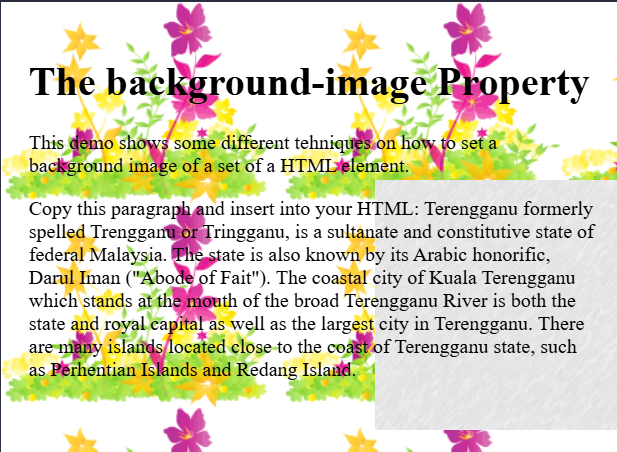 The background-image Property
This demo shows some different tehniques on how to set a
background image of a set of a HTML element.
Copy this paragraph and insert into your HTML: Terengganu formerly
spelled Trengganu or Tringganu, is a sultanate and constitutive state of
federal Malaysia. The state is also known by its Arabic honorific,
Darul Iman ("Abode of Fait"). The coastal city of Kuala Terengganu
which stands at the mouth of the broad Terengganu River is both the
state and royal capital as well as the largest city in Terengganu. There
are many islands located close to the coast of Terengganu state, such
as Perhentian Islands and Redang Island.